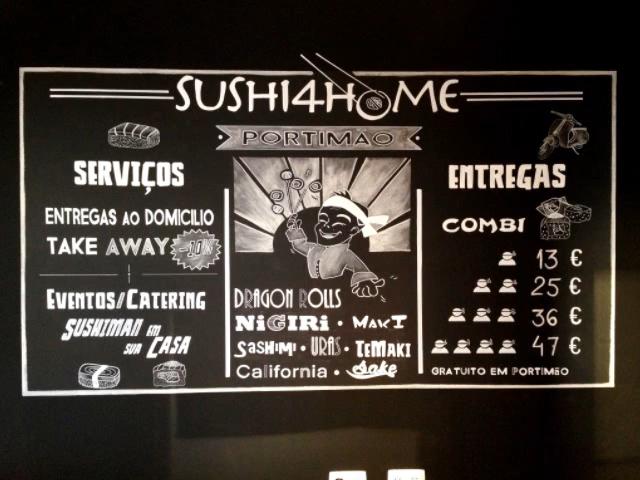 SUSHI4HOME
PORTIMÃO
SERVIÇOS
ENTREGAS AO DOMICILIO
TAKE AWAY -10%
EVENTOS/CATERING
SUSHIMAN EM
SUA CASA
DRAGON ROLLS
NiGiRi · MAKI
SASHIMI · URAS · TEMAKI
California · Sake
ENTREGAS
COMBI
13 €
25 €
36 €
47 €
GRATUITO EM PORTIMÃO